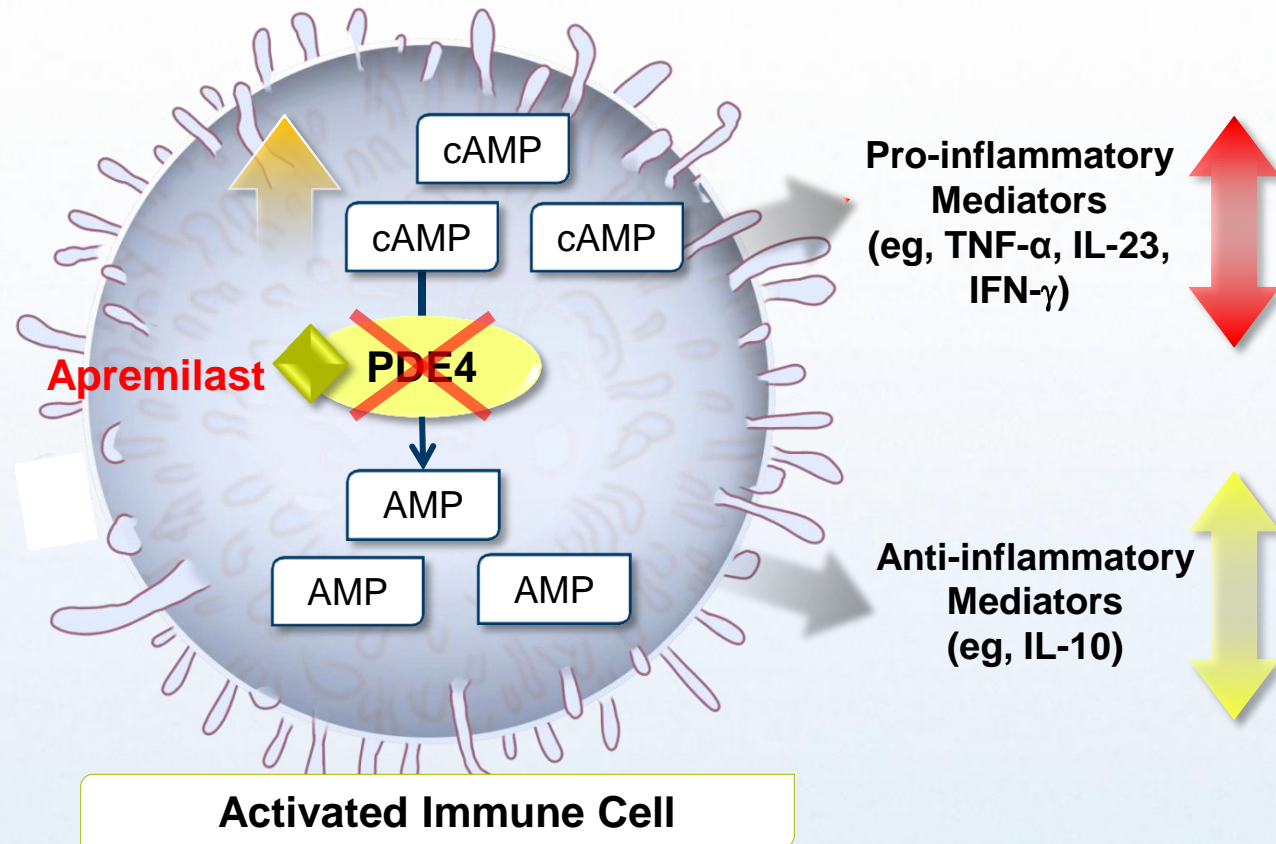 cAMP
cAMP
cAMP
Pro-inflammatory
Mediators
(eg, TNF-α, IL-23,
IFN-γ)
Apremilast
PDE4
AMP
AMP
AMP
Anti-inflammatory
Mediators
(eg, IL-10)
Activated Immune Cell